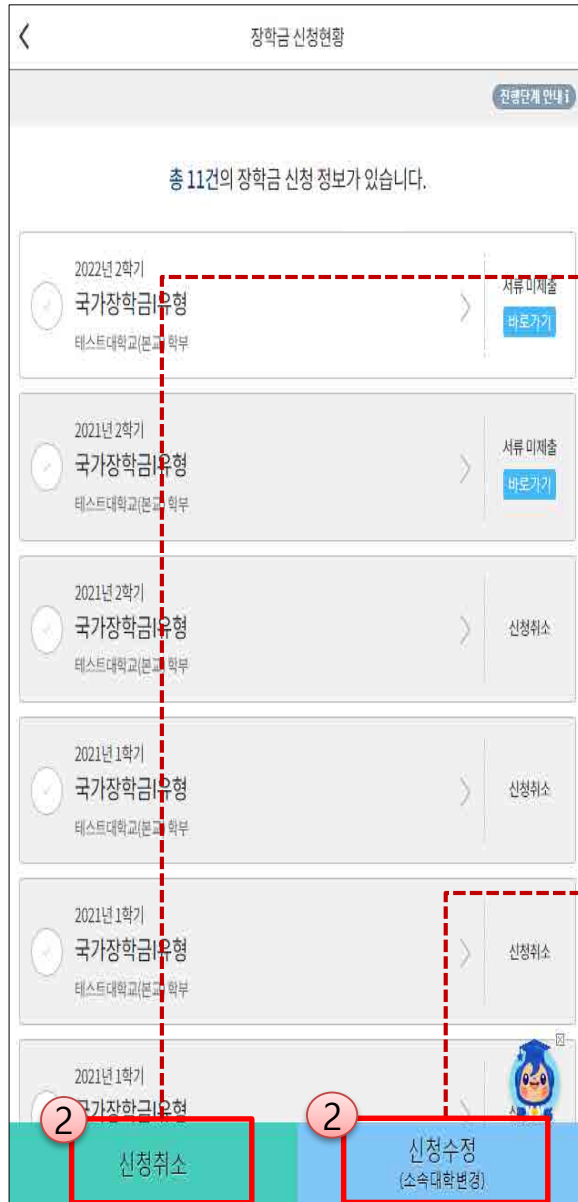 장학금 신청현황
진행단계 안내 i
총 11건의 장학금 신청 정보가 있습니다.
2022년 2학기
국가장학금I유형
테스트대학교(본교) 학부
서류 미제출
바로가기
2021년 2학기
국가장학금I유형
테스트대학교(본교) 학부
서류 미제출
바로가기
2021년 2학기
국가장학금I유형
테스트대학교(본교) 학부
신청취소
2021년 1학기
국가장학금I유형
테스트대학교(본교) 학부
신청취소
2021년 1학기
국가장학금I유형
테스트대학교(본교) 학부
신청취소
2021년 1학기
국가장학금I유형
2
신청취소
2
신청수정
(소속대학변경)